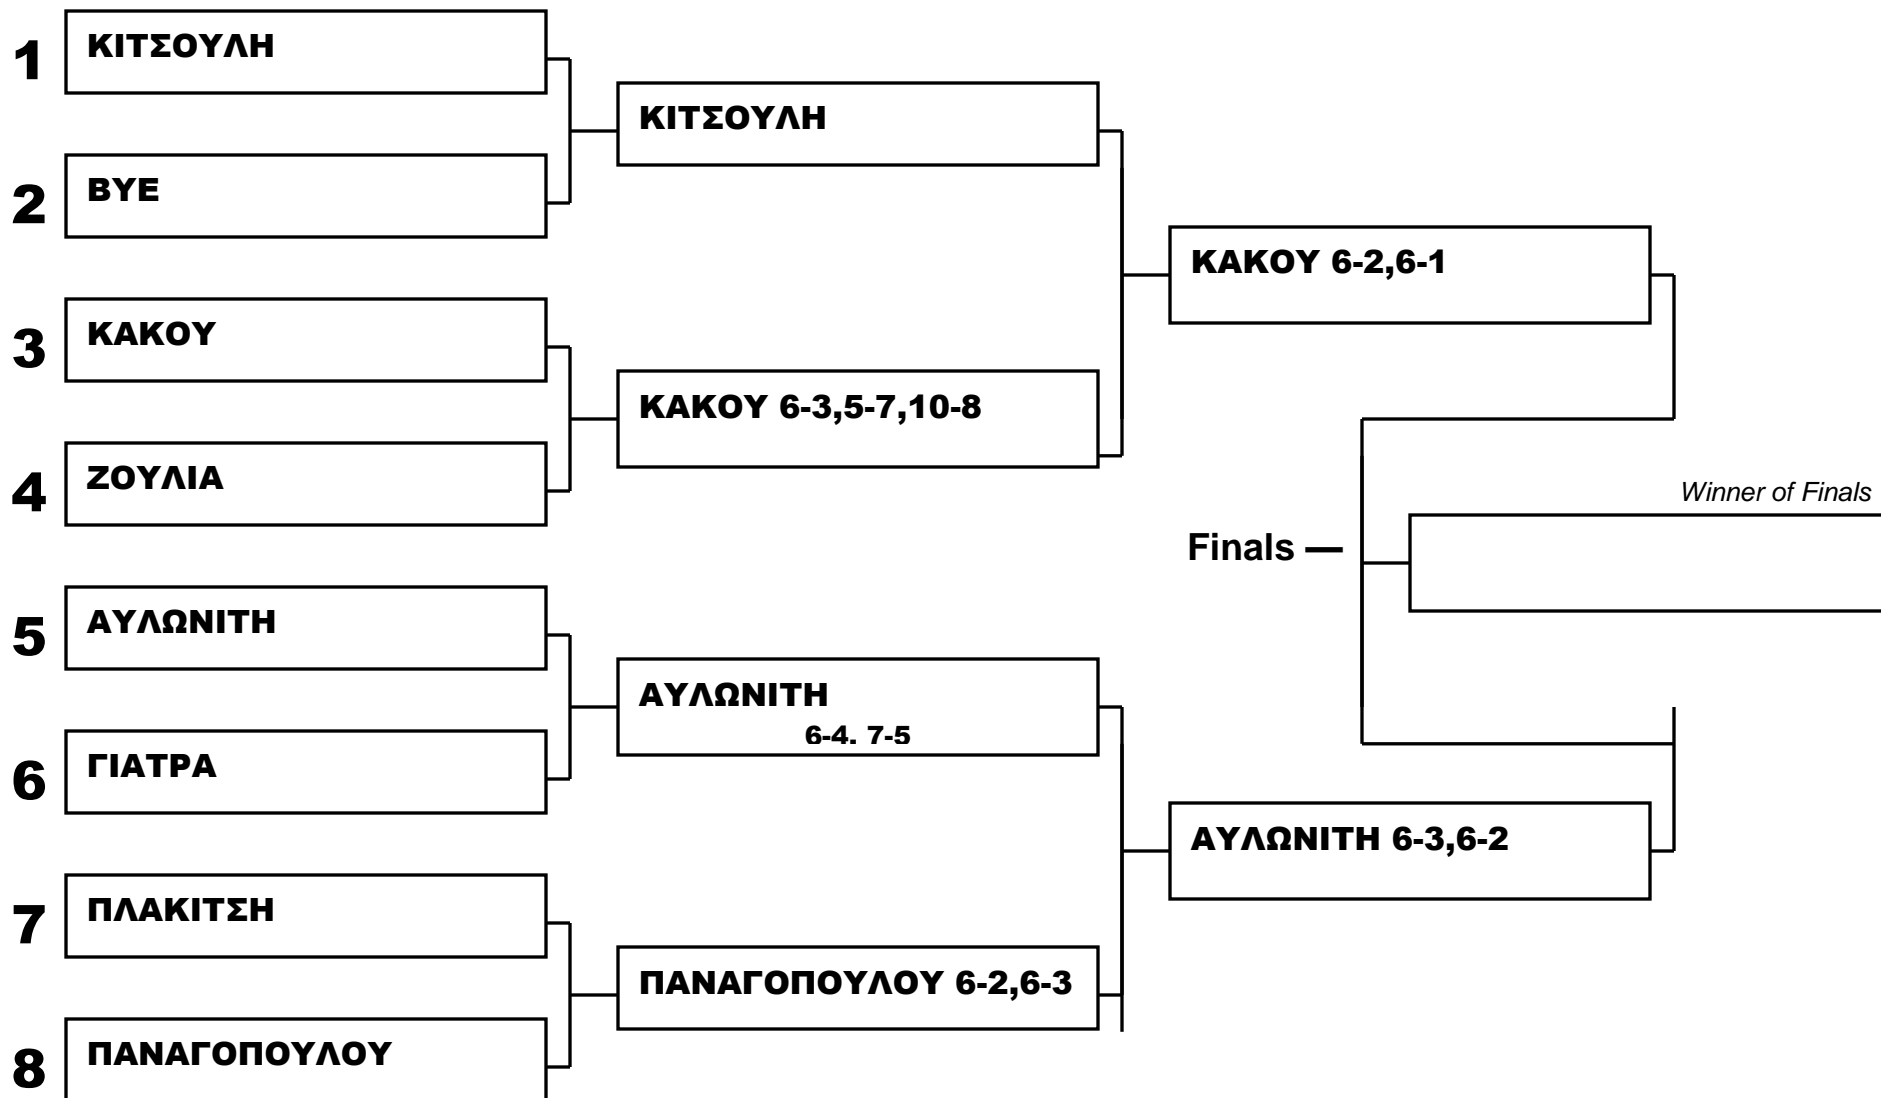 1
ΚΙΤΣΟΥΛΗ
2
BYE
3
ΚΑΚΟΥ
4
ΖΟΥΛΙΑ
5
ΑΥΛΩΝΙΤΗ
6
ΓΙΑΤΡΑ
7
ΠΛΑΚΙΤΣΗ
8
ΠΑΝΑΓΟΠΟΥΛΟΥ
ΚΙΤΣΟΥΛΗ
ΚΑΚΟΥ 6-3,5-7,10-8
ΑΥΛΩΝΙΤΗ
6-4. 7-5
ΠΑΝΑΓΟΠΟΥΛΟΥ 6-2,6-3
ΚΑΚΟΥ 6-2,6-1
ΑΥΛΩΝΙΤΗ 6-3,6-2
Finals —
Winner of Finals